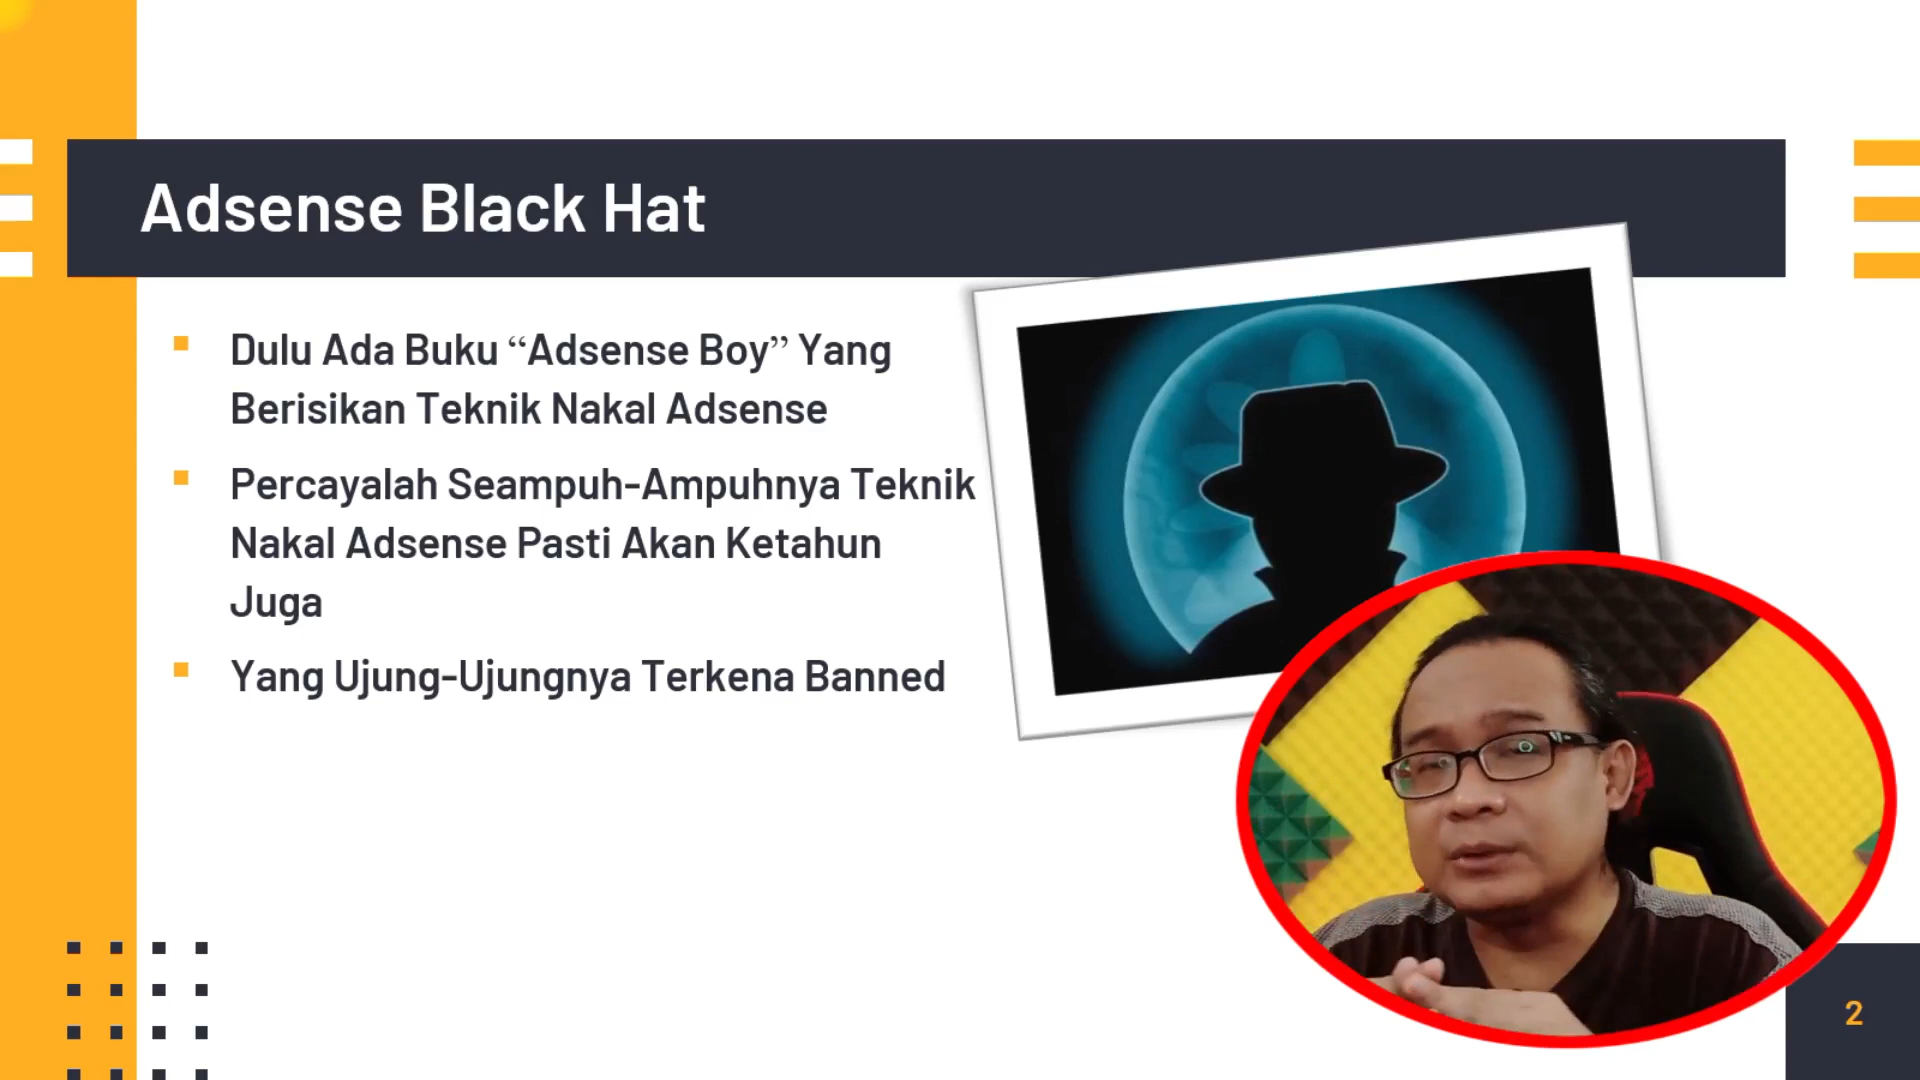 Adsense Black Hat
Dulu Ada Buku “Adsense Boy” Yang
Berisikan Teknik Nakal Adsense
Percayalah Seampuh-Ampuhnya Teknik
Nakal Adsense Pasti Akan Ketahun
Juga
Yang Ujung-Ujungnya Terkena Banned
2